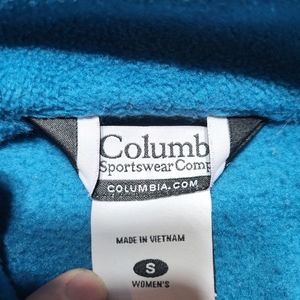 Columb
Sportswear Comp
COLUMBIA.COM
MADE IN VIETNAM
S
WOMEN'S